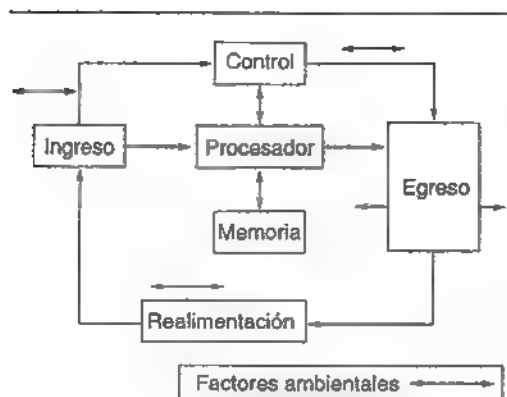 Control
Ingreso
Procesador
Egreso
Memoria
Realimentación
Factores ambientales